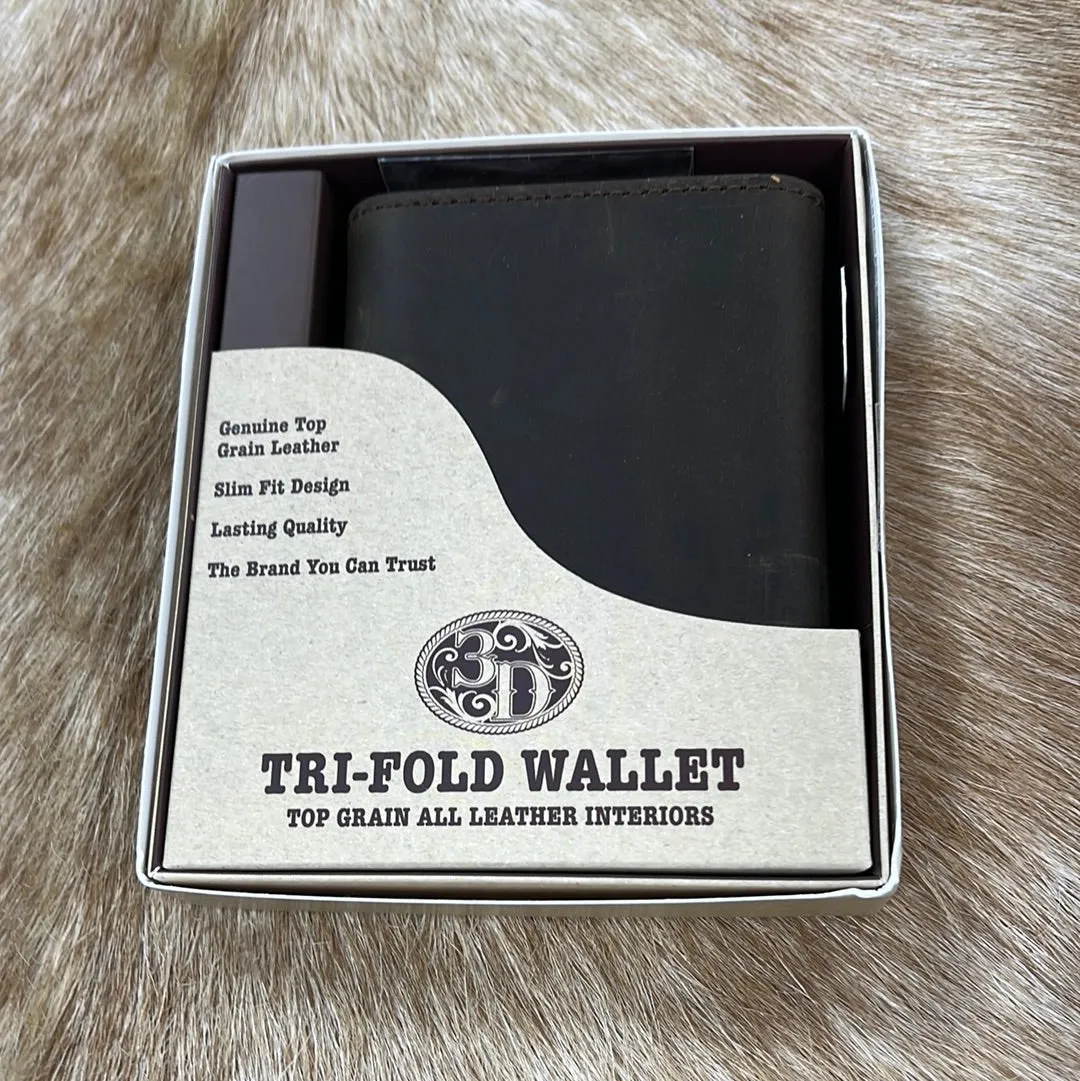 Genuine Top
Grain Leather
Slim Fit Design
Lasting Quality
The Brand You Can Trust
3D
TRI-FOLD WALLET
TOP GRAIN ALL LEATHER INTERIORS